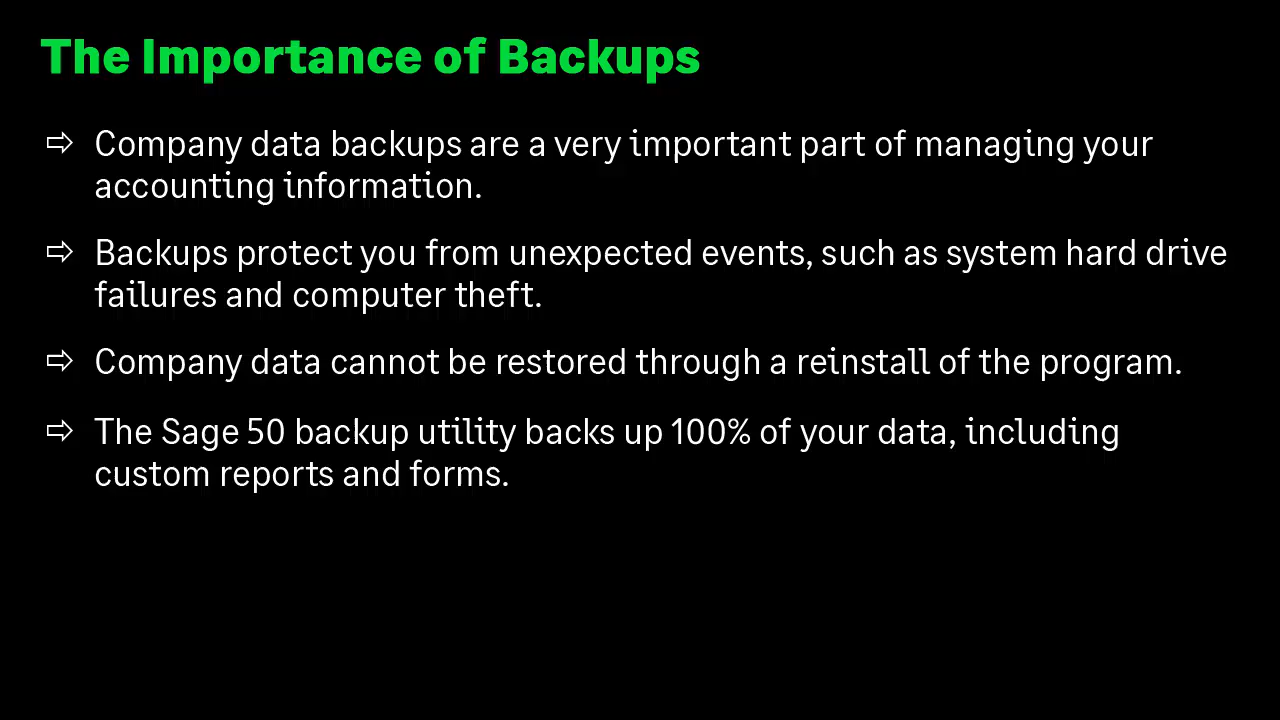 The Importance of Backups
⇨ Company data backups are a very important part of managing your
accounting information.
⇨ Backups protect you from unexpected events, such as system hard drive
failures and computer theft.
⇨ Company data cannot be restored through a reinstall of the program.
⇨ The Sage 50 backup utility backs up 100% of your data, including
custom reports and forms.